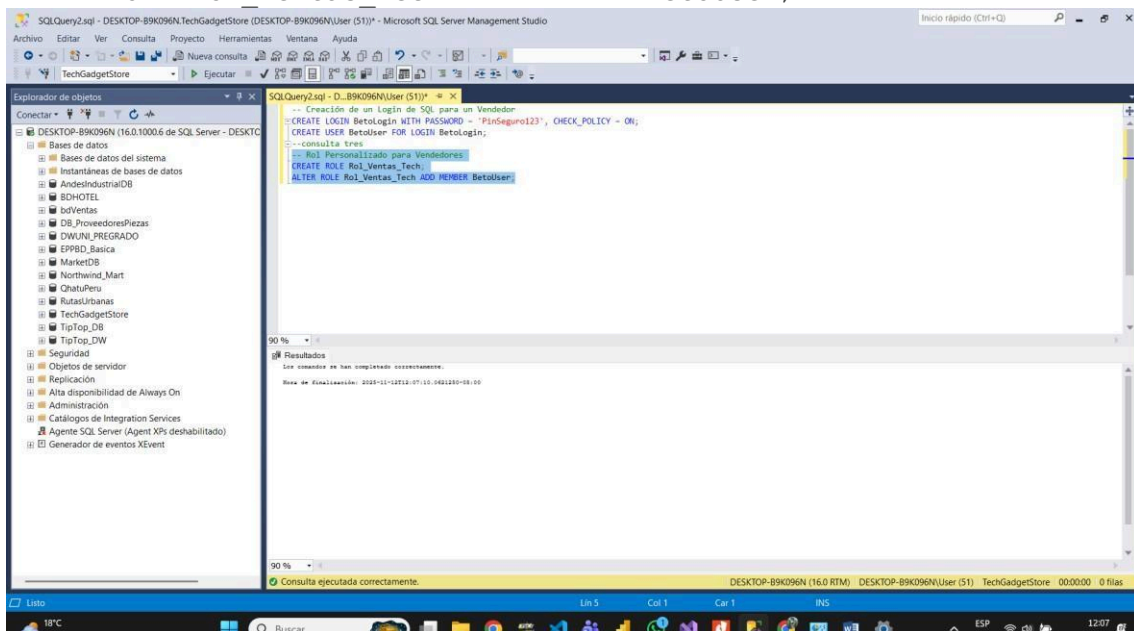 SQLQuery2.sql - DESKTOP-B9K096N.TechGadgetStore (DESKTOP-B9K096N\User (51))* - Microsoft SQL Server Management Studio
Inicio rápido (Ctrl+Q)
Archivo Editar Ver Consulta Proyecto Herramientas Ventana Ayuda
Nueva consulta
TechGadgetStore
Ejecutar
Explorador de objetos
SQLQuery2.sql - D...B9K096N\User (51))*
Conectar
DESKTOP-B9K096N (16.0.1000.6 de SQL Server - DESKTC
Bases de datos
Bases de datos del sistema
Instantáneas de bases de datos
AndesIndustrialDB
BDHOTEL
bdVentas
DB_ProveedoresPiezas
DWUNI_PREGRADO
EPPBD_Basica
MarketDB
Northwind_Mart
QhatuPeru
RutasUrbanas
TechGadgetStore
TipTop_DB
TipTop_DW
Seguridad
Objetos de servidor
Replicación
Alta disponibilidad de Always On
Administración
Catálogos de Integration Services
Agente SQL Server (Agent XPs deshabilitado)
Generador de eventos XEvent
-- Creación de un Login de SQL para un Vendedor
CREATE LOGIN BetoLogin WITH PASSWORD = 'PinSeguro123', CHECK_POLICY = ON;
CREATE USER BetoUser FOR LOGIN BetoLogin;
--consulta tres
-- Rol Personalizado para Vendedores
CREATE ROLE Rol_Ventas_Tech;
ALTER ROLE Rol_Ventas_Tech ADD MEMBER BetoUser;
90 %
Resultados
Los comandos se han completado correctamente.
Hora de finalización: 2025-11-12T12:07:10.0621250-05:00
90 %
Consulta ejecutada correctamente.
DESKTOP-B9K096N (16.0 RTM) DESKTOP-B9K096N\User (51) TechGadgetStore 00:00:00 0 filas
Listo
Lín 5 Col 1 Car 1 INS
18°C
Buscar
ESP
12:07